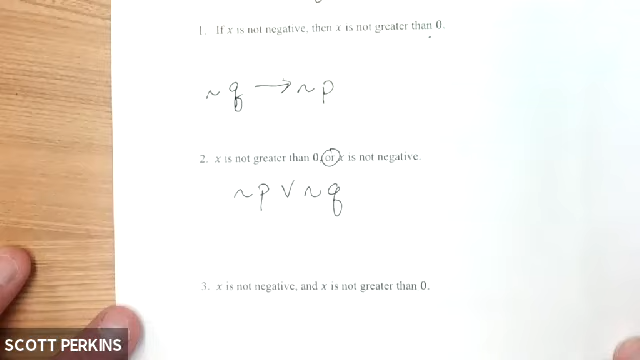 1. If x is not negative, then x is not greater than 0.
~q → ~p
2. x is not greater than 0, or x is not negative.
~p ∨ ~q
3. x is not negative, and x is not greater than 0.
SCOTT PERKINS